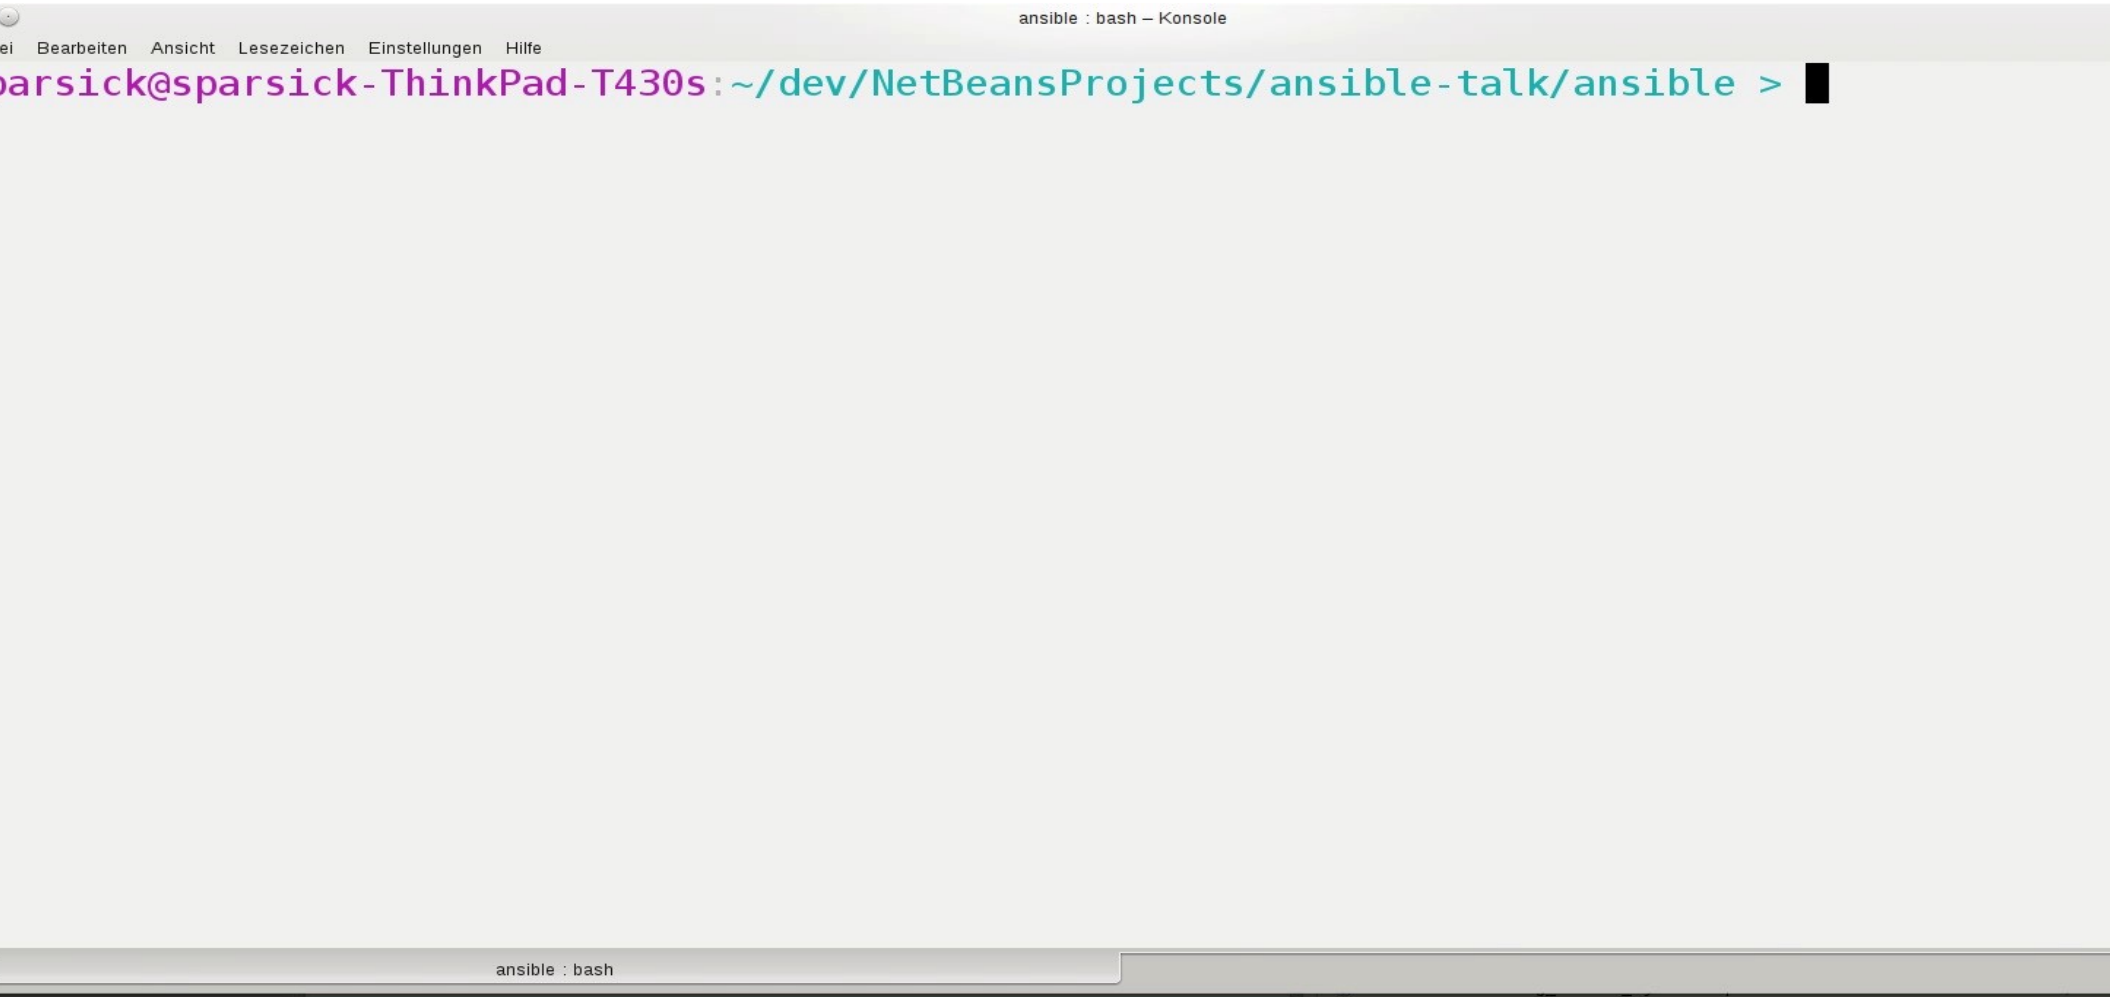 ansible : bash – Konsole
ei Bearbeiten Ansicht Lesezeichen Einstellungen Hilfe
parsick@sparsick-ThinkPad-T430s:~/dev/NetBeansProjects/ansible-talk/ansible >
ansible : bash